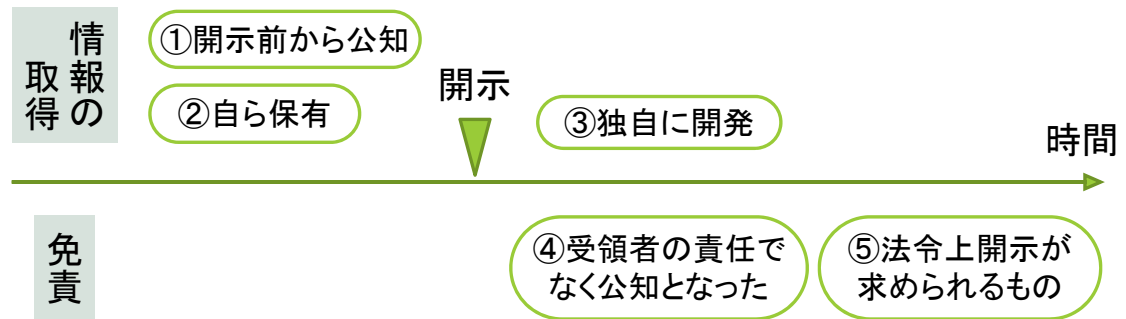 情報の
取得
①開示前から公知
②自ら保有
開示
③独自に開発
時間
免責
④受領者の責任で
なく公知となった
⑤法令上開示が
求められるもの